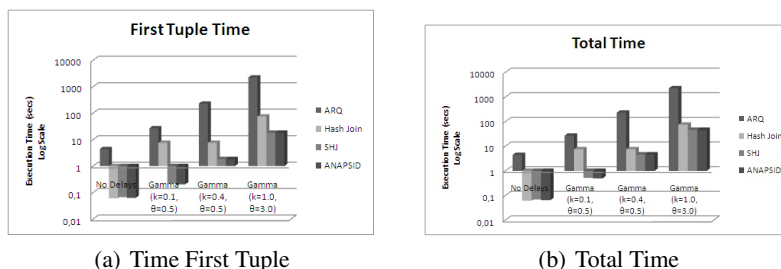 First Tuple Time
Execution Time (secs)
Log Scale
10000
1000
100
10
1
0,1
0,01
No Delays
Gamma
(k=0.1,
θ=0.5)
Gamma
(k=0.4,
θ=0.5)
Gamma
(k=1.0,
θ=3.0)
ARQ
Hash Join
SHJ
ANAPSID
(a) Time First Tuple
Total Time
Execution Time (secs)
Log Scale
10000
1000
100
10
1
0,1
0,01
No Delays
Gamma
(k=0.1,
θ=0.5)
Gamma
(k=0.4,
θ=0.5)
Gamma
(k=1.0,
θ=3.0)
ARQ
Hash Join
SHJ
ANAPSID
(b) Total Time